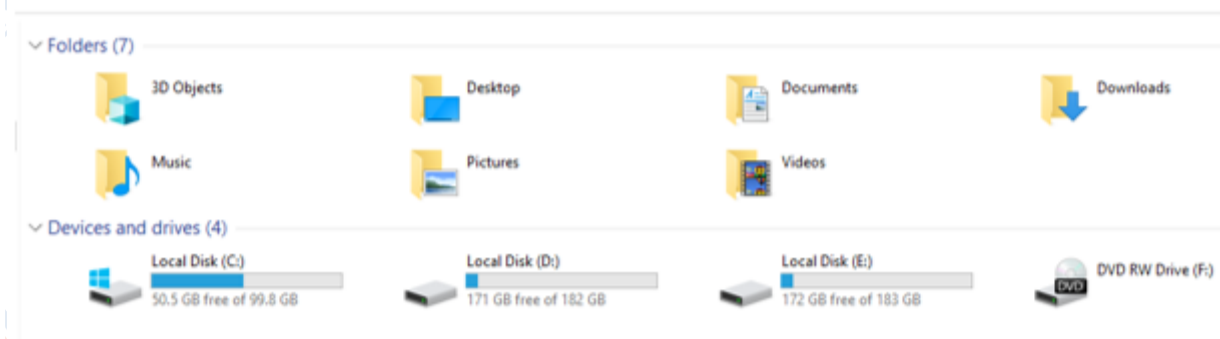 Folders (7)
3D Objects
Desktop
Documents
Downloads
Music
Pictures
Videos
Devices and drives (4)
Local Disk (C:)
50.5 GB free of 99.8 GB
Local Disk (D:)
171 GB free of 182 GB
Local Disk (E:)
172 GB free of 183 GB
DVD RW Drive (F:)
DVD